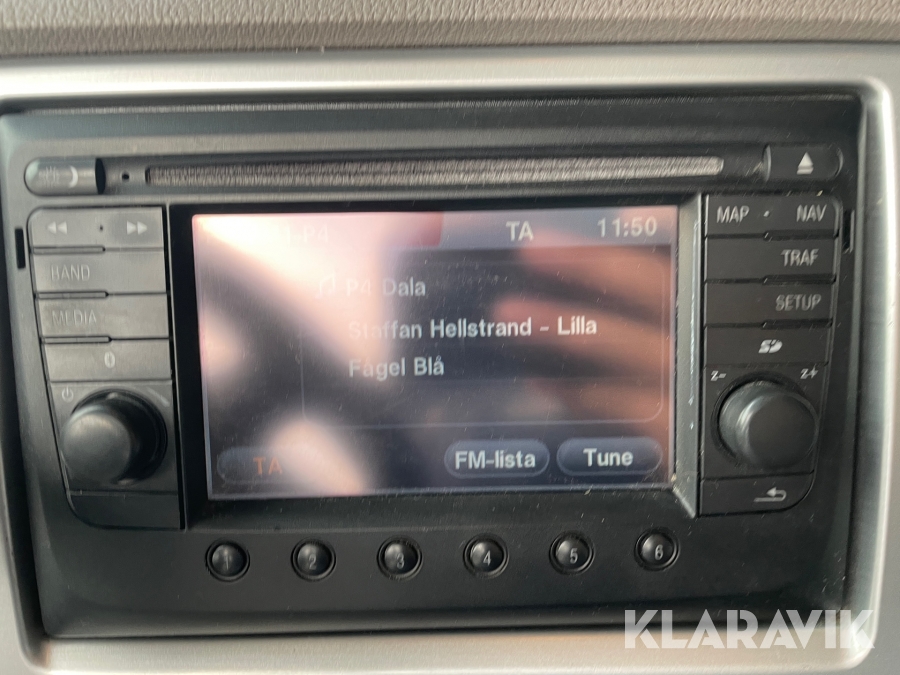 MAP NAV
TA 11:50
BAND
TRAF
P4 Dala
MEDIA
SETUP
Staffan Hellstrand - Lilla
Fågel Blå
z- z+
TA FM-lista Tune
1 2 3 4 5 6
KLARAVIK